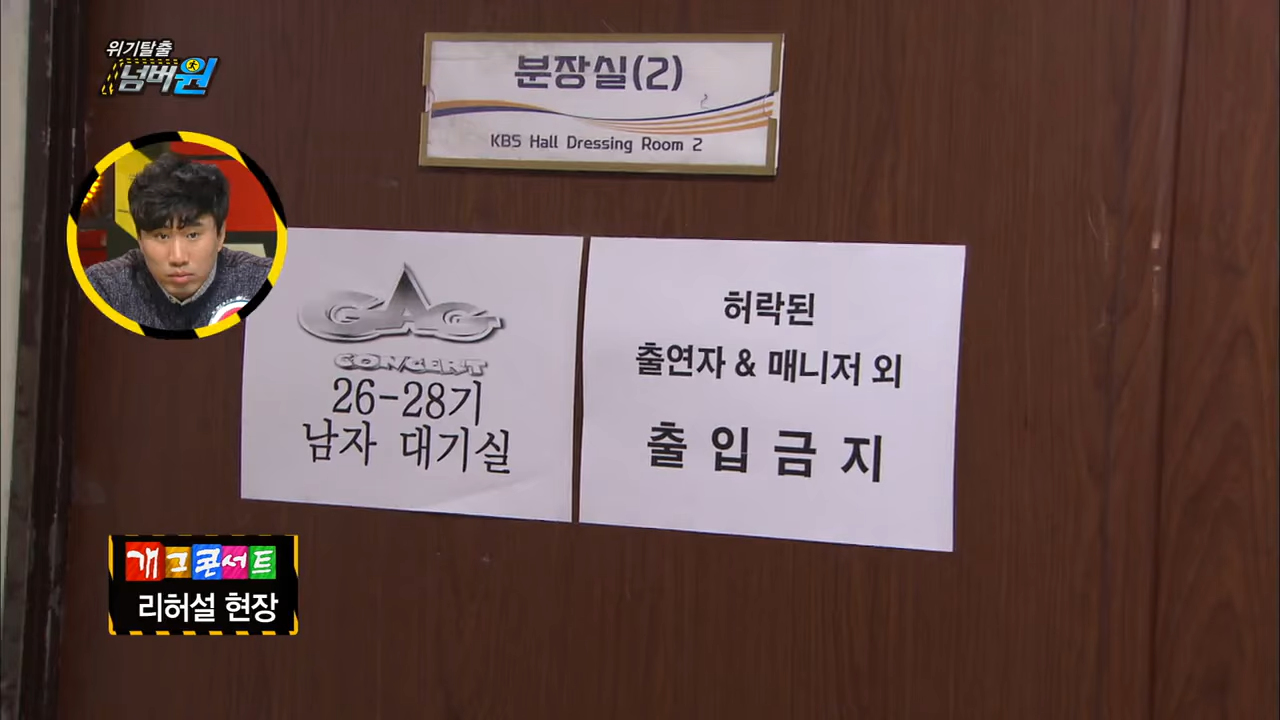 위기탈출
넘버원
분장실(2)
KBS Hall Dressing Room 2
GAG
CONCERT
26-28기
남자 대기실
허락된
출연자 & 매니저 외
출입금지
개그콘서트
리허설 현장